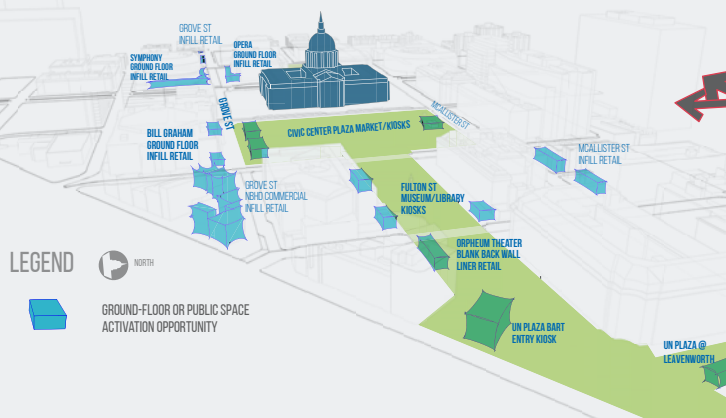 GROVE ST
INFILL RETAIL
OPERA
GROUND FLOOR
INFILL RETAIL
SYMPHONY
GROUND FLOOR
INFILL RETAIL
GROVE ST
MCALLISTER ST
CIVIC CENTER PLAZA MARKET/KIOSKS
BILL GRAHAM
GROUND FLOOR
INFILL RETAIL
MCALLISTER ST
INFILL RETAIL
GROVE ST
NBHD COMMERCIAL
INFILL RETAIL
FULTON ST
MUSEUM/LIBRARY
KIOSKS
ORPHEUM THEATER
BLANK BACK WALL
LINER RETAIL
LEGEND
NORTH
GROUND-FLOOR OR PUBLIC SPACE
ACTIVATION OPPORTUNITY
UN PLAZA BART
ENTRY KIOSK
UN PLAZA @
LEAVENWORTH